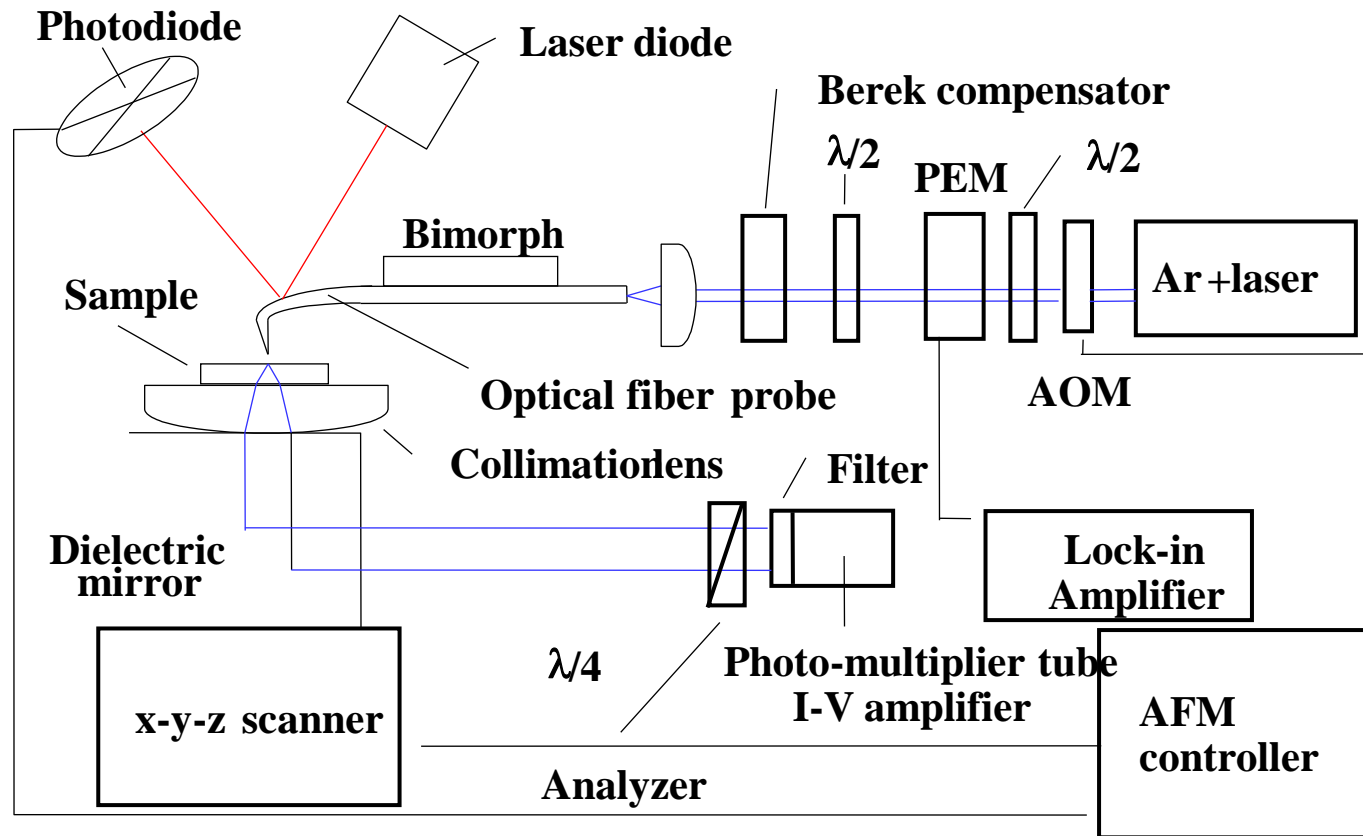 Photodiode
Laser diode
Berek compensator
λ/2
PEM
λ/2
Bimorph
Ar +laser
Sample
Optical fiber probe
AOM
Collimationlens
Filter
Dielectric
mirror
Lock-in
Amplifier
λ/4
Photo-multiplier tube
I-V amplifier
x-y-z scanner
AFM
controller
Analyzer